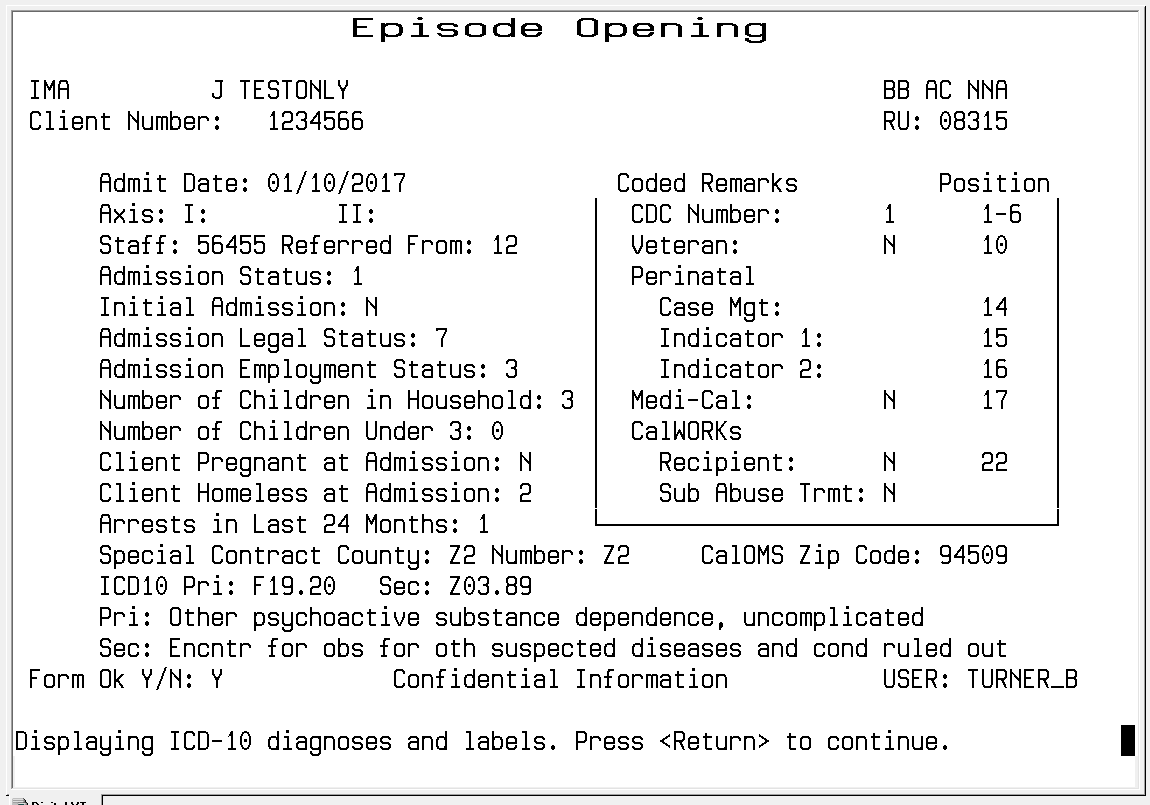 Episode Opening
IMA J TESTONLY BB AC NNA
Client Number: 1234566 RU: 08315
Admit Date: 01/10/2017 Coded Remarks Position
Axis: I: II: CDC Number: 1 1-6
Staff: 56455 Referred From: 12 Veteran: N 10
Admission Status: 1 Perinatal
Initial Admission: N Case Mgt: 14
Admission Legal Status: 7 Indicator 1: 15
Admission Employment Status: 3 Indicator 2: 16
Number of Children in Household: 3 Medi-Cal: N 17
Number of Children Under 3: 0 CalWORKs
Client Pregnant at Admission: N Recipient: N 22
Client Homeless at Admission: 2 Sub Abuse Trmt: N
Arrests in Last 24 Months: 1
Special Contract County: Z2 Number: Z2 CalOMS Zip Code: 94509
ICD10 Pri: F19.20 Sec: Z03.89
Pri: Other psychoactive substance dependence, uncomplicated
Sec: Encntr for obs for oth suspected diseases and cond ruled out
Form Ok Y/N: Y Confidential Information USER: TURNER_B
Displaying ICD-10 diagnoses and labels. Press <Return> to continue.